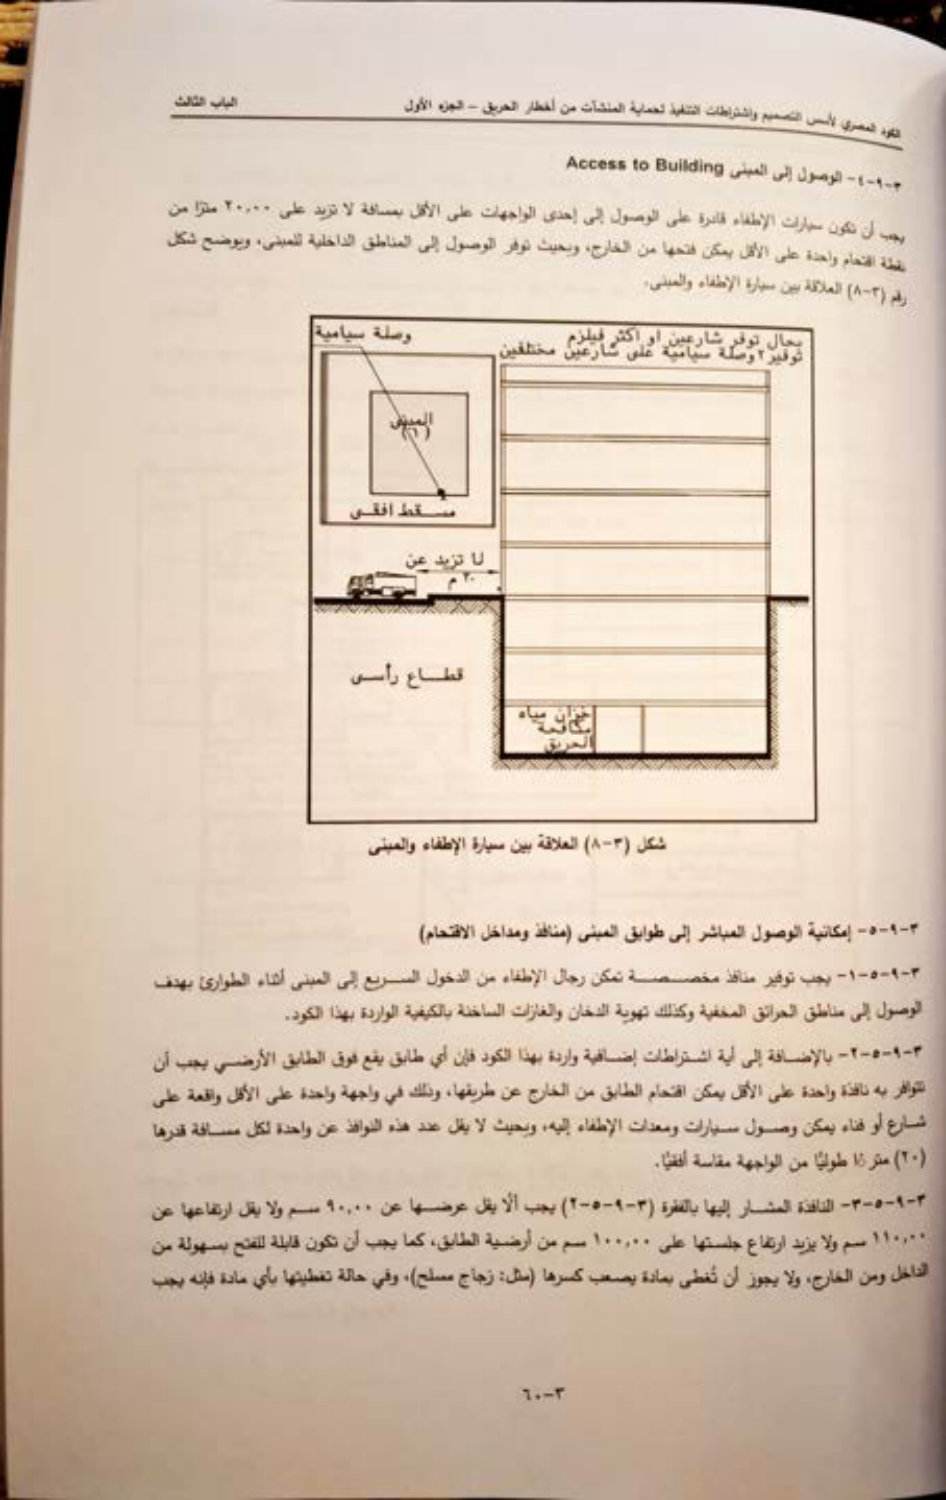 الكود المصري لأسس التصميم واشتراطات التنفيذ لحماية المنشآت من أخطار الحريق – الجزء الأول
الباب الثالث
٣-٩-٤- الوصول إلى المبنى Access to Building
يجب أن تكون سيارات الإطفاء قادرة على الوصول إلى إحدى الواجهات على الأقل بمسافة لا تزيد على ٢٠,٠٠ مترًا من
نقطة اقتحام واحدة على الأقل يمكن فتحها من الخارج، وبحيث توفر الوصول إلى المناطق الداخلية للمبنى، ويوضح شكل
رقم (٣-٨) العلاقة بين سيارة الإطفاء والمبنى.
بحال توفر شارعين او اكثر فيلزم
توفير ٢ وصلة سيامية على شارعين مختلفين
وصلة سيامية
المبنى
(١)
مسقط افقى
لا تزيد عن
٢٠ م
قطاع رأسى
خزان مياه
مكافحة
الحريق
شكل (٣-٨) العلاقة بين سيارة الإطفاء والمبنى
٣-٩-٥- إمكانية الوصول المباشر إلى طوابق المبنى (منافذ ومداخل الاقتحام)
٣-٩-٥-١- يجب توفير منافذ مخصصة تمكن رجال الإطفاء من الدخول السريع إلى المبنى أثناء الطوارئ بهدف
الوصول إلى مناطق الحرائق المخفية وكذلك تهوية الدخان والغازات الساخنة بالكيفية الواردة بهذا الكود.
٣-٩-٥-٢- بالإضافة إلى أية اشتراطات إضافية واردة بهذا الكود فإن أي طابق يقع فوق الطابق الأرضي يجب أن
تتوافر به نافذة واحدة على الأقل يمكن اقتحام الطابق من الخارج عن طريقها، وذلك في واجهة واحدة على الأقل واقعة على
شارع أو فناء يمكن وصول سيارات ومعدات الإطفاء إليه، وبحيث لا يقل عدد هذه النوافذ عن واحدة لكل مسافة قدرها
(٢٠) مترًا طوليًا من الواجهة مقاسة أفقيًا.
٣-٩-٥-٣- النافذة المشار إليها بالفقرة (٣-٩-٥-٢) يجب ألا يقل عرضها عن ٩٠,٠٠ سم ولا يقل ارتفاعها عن
١١٠,٠٠ سم ولا يزيد ارتفاع جلستها على ١٠٠,٠٠ سم من أرضية الطابق، كما يجب أن تكون قابلة للفتح بسهولة من
الداخل ومن الخارج، ولا يجوز أن تُغطى بمادة يصعب كسرها (مثل: زجاج مسلح)، وفي حالة تغطيتها بأي مادة فإنه يجب
٣-٦٠